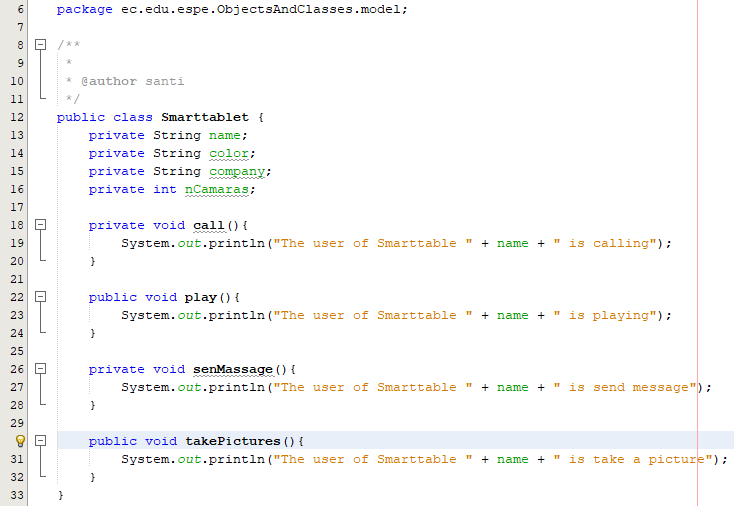 6 package ec.edu.espe.ObjectsAndClasses.model;
7
8 /**
9 *
10 * @author santi
11 */
12 public class Smarttablet {
13 private String name;
14 private String color;
15 private String company;
16 private int nCamaras;
17
18 private void call(){
19 System.out.println("The user of Smarttable " + name + " is calling");
20 }
21
22 public void play(){
23 System.out.println("The user of Smarttable " + name + " is playing");
24 }
25
26 private void senMassage(){
27 System.out.println("The user of Smarttable " + name + " is send message");
28 }
29
public void takePictures(){
31 System.out.println("The user of Smarttable " + name + " is take a picture");
32 }
33 }